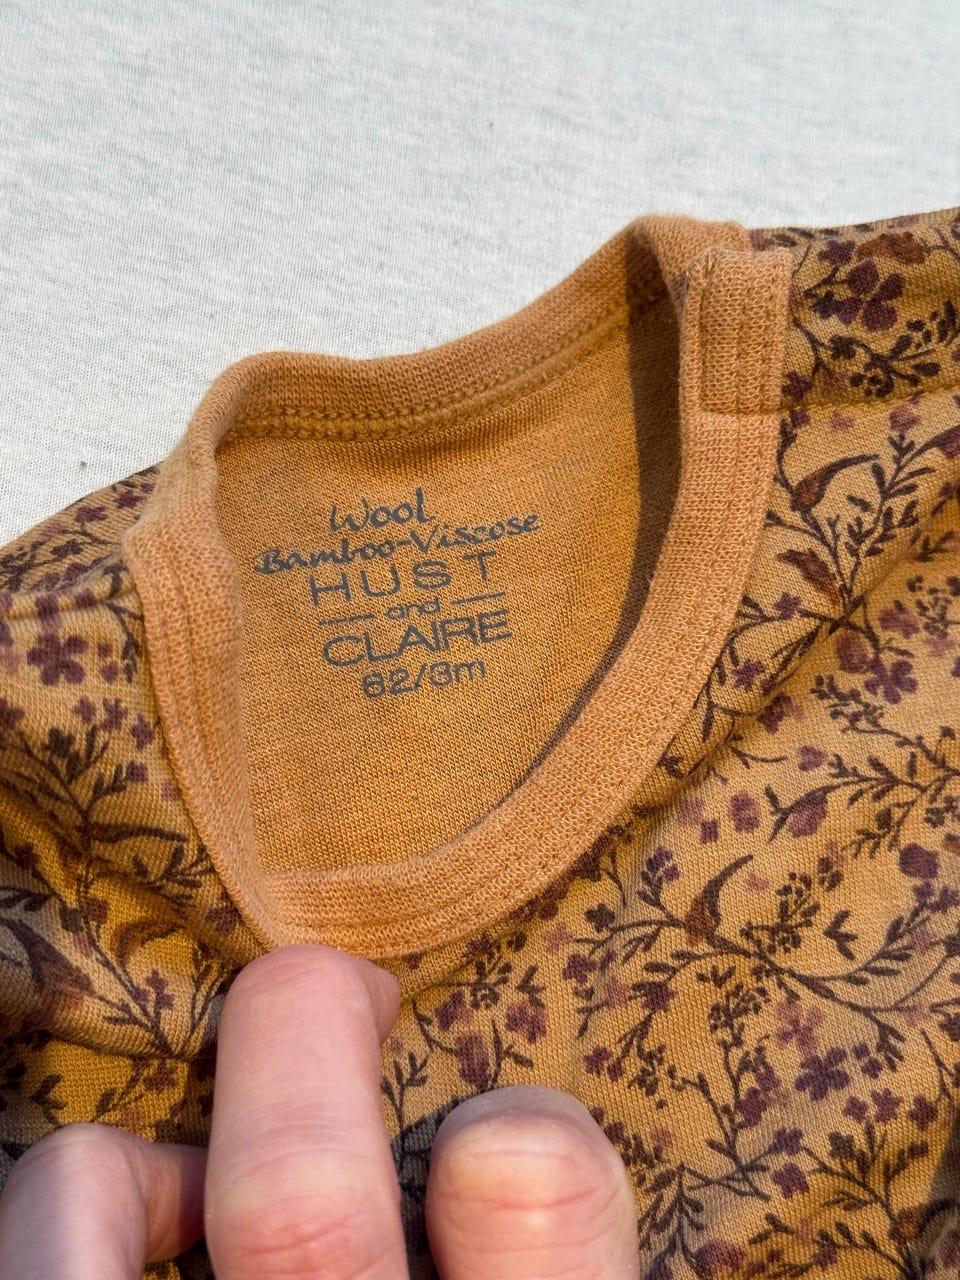 Wool
Bamboo-Viscose
HUST
and
CLAIRE
62/3m